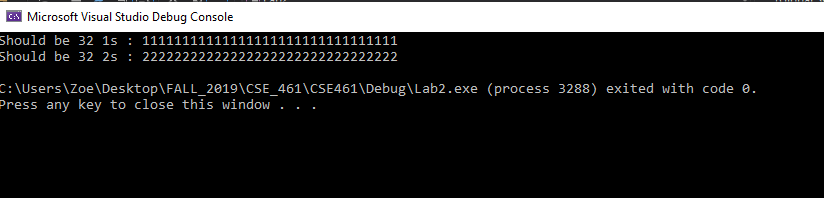 Microsoft Visual Studio Debug Console
Should be 32 1s : 11111111111111111111111111111111
Should be 32 2s : 22222222222222222222222222222222
C:\Users\Zoe\Desktop\FALL_2019\CSE_461\CSE461\Debug\Lab2.exe (process 3288) exited with code 0.
Press any key to close this window . . .